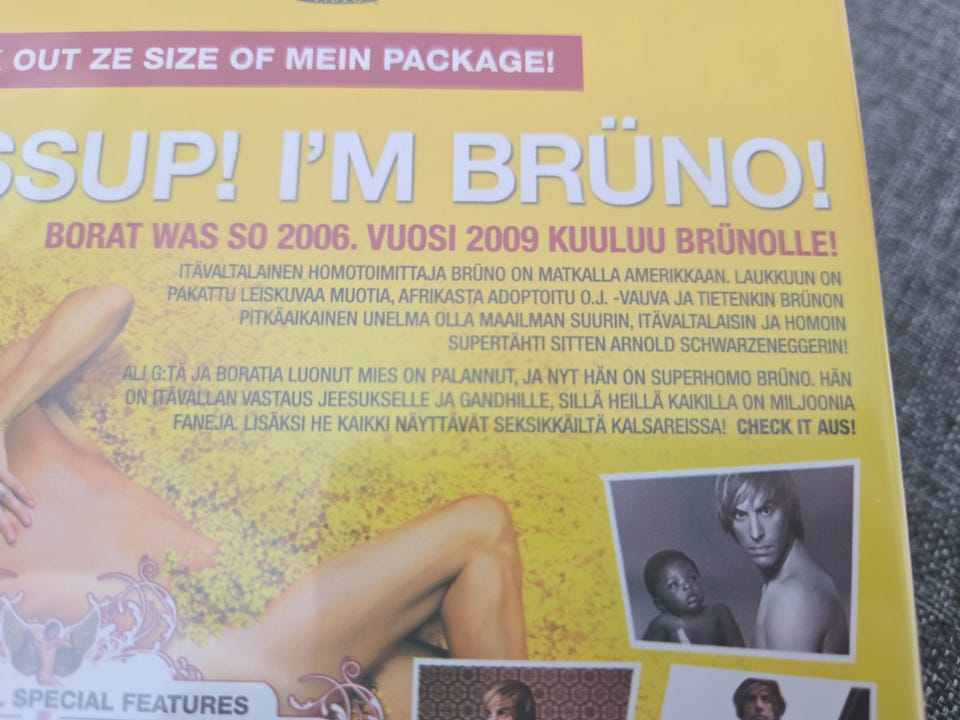 OUT ZE SIZE OF MEIN PACKAGE!
I'M BRÜNO!
BORAT WAS SO 2006. VUOSI 2009 KUULUU BRÜNOLLE!
ITÄVALTALAINEN HOMOTOIMITTAJA BRÜNO ON MATKALLA AMERIKKAAN. LAUKKUUN ON
PAKATTU LEISKUVAA MUOTIA, AFRIKASTA ADOPTOITU O.J. -VAUVA JA TIETENKIN BRÜNON
PITKÄAIKAINEN UNELMA OLLA MAAILMAN SUURIN, ITÄVALTALAISIN JA HOMOIN
SUPERTÄHTI SITTEN ARNOLD SCHWARZENEGGERIN!
ALI G:TÄ JA BORATIA LUONUT MIES ON PALANNUT, JA NYT HÄN ON SUPERHOMO BRÜNO. HÄN
ON ITÄVALLAN VASTAUS JEESUKSELLE JA GANDHILLE, SILLÄ HEILLÄ KAIKILLA ON MILJOONIA
FANEJA. LISÄKSI HE KAIKKI NÄYTTÄVÄT SEKSIKKÄILTÄ KALSAREISSA! CHECK IT AUS!
SPECIAL FEATURES